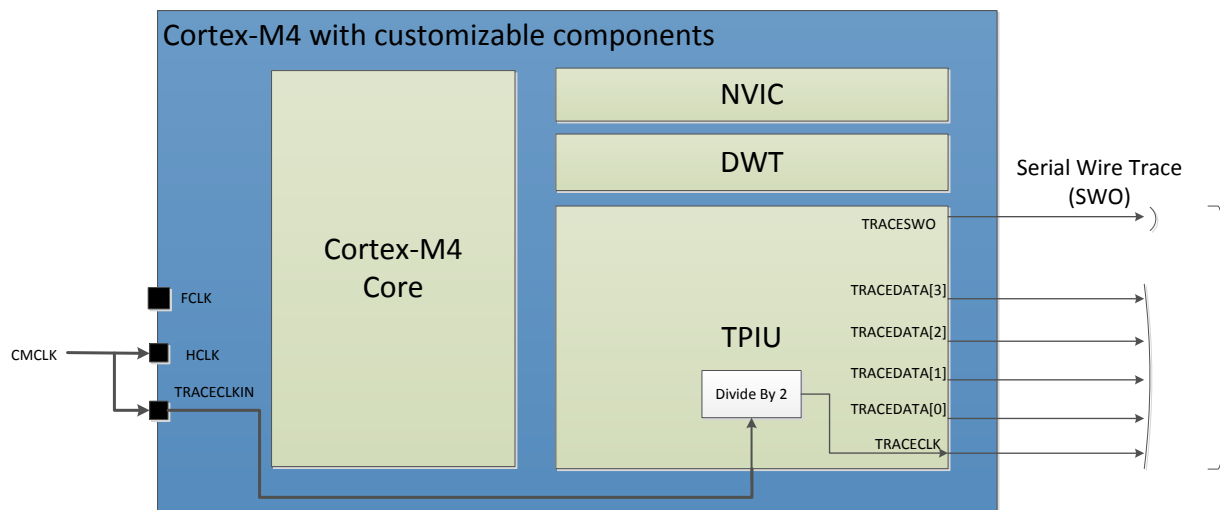 Cortex-M4 with customizable components
NVIC
DWT
Serial Wire Trace
(SWO)
TRACESWO
Cortex-M4
Core
FCLK
TRACEDATA[3]
TPIU
TRACEDATA[2]
CMCLK
HCLK
TRACEDATA[1]
TRACECLKIN
Divide By 2
TRACEDATA[0]
TRACECLK